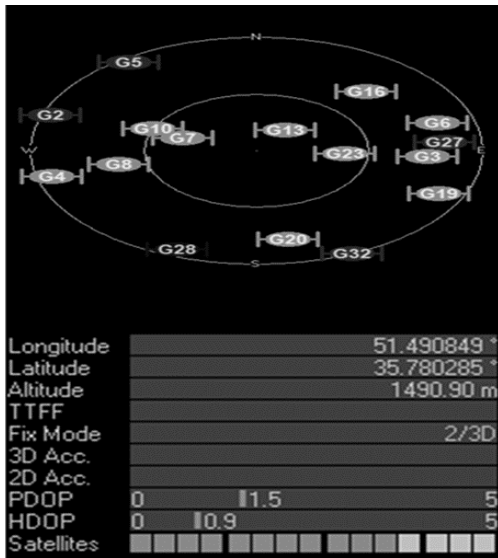 N
G5
G16
G2
G6
G10
G13
G7
G27
W
G23
G3
E
G8
G4
G19
G20
G28
G32
S
Longitude 51.490849 °
Latitude 35.780285 °
Altitude 1490.90 m
TTFF
Fix Mode 2/3D
3D Acc.
2D Acc.
PDOP 0 1.5 5
HDOP 0 0.9 5
Satellites